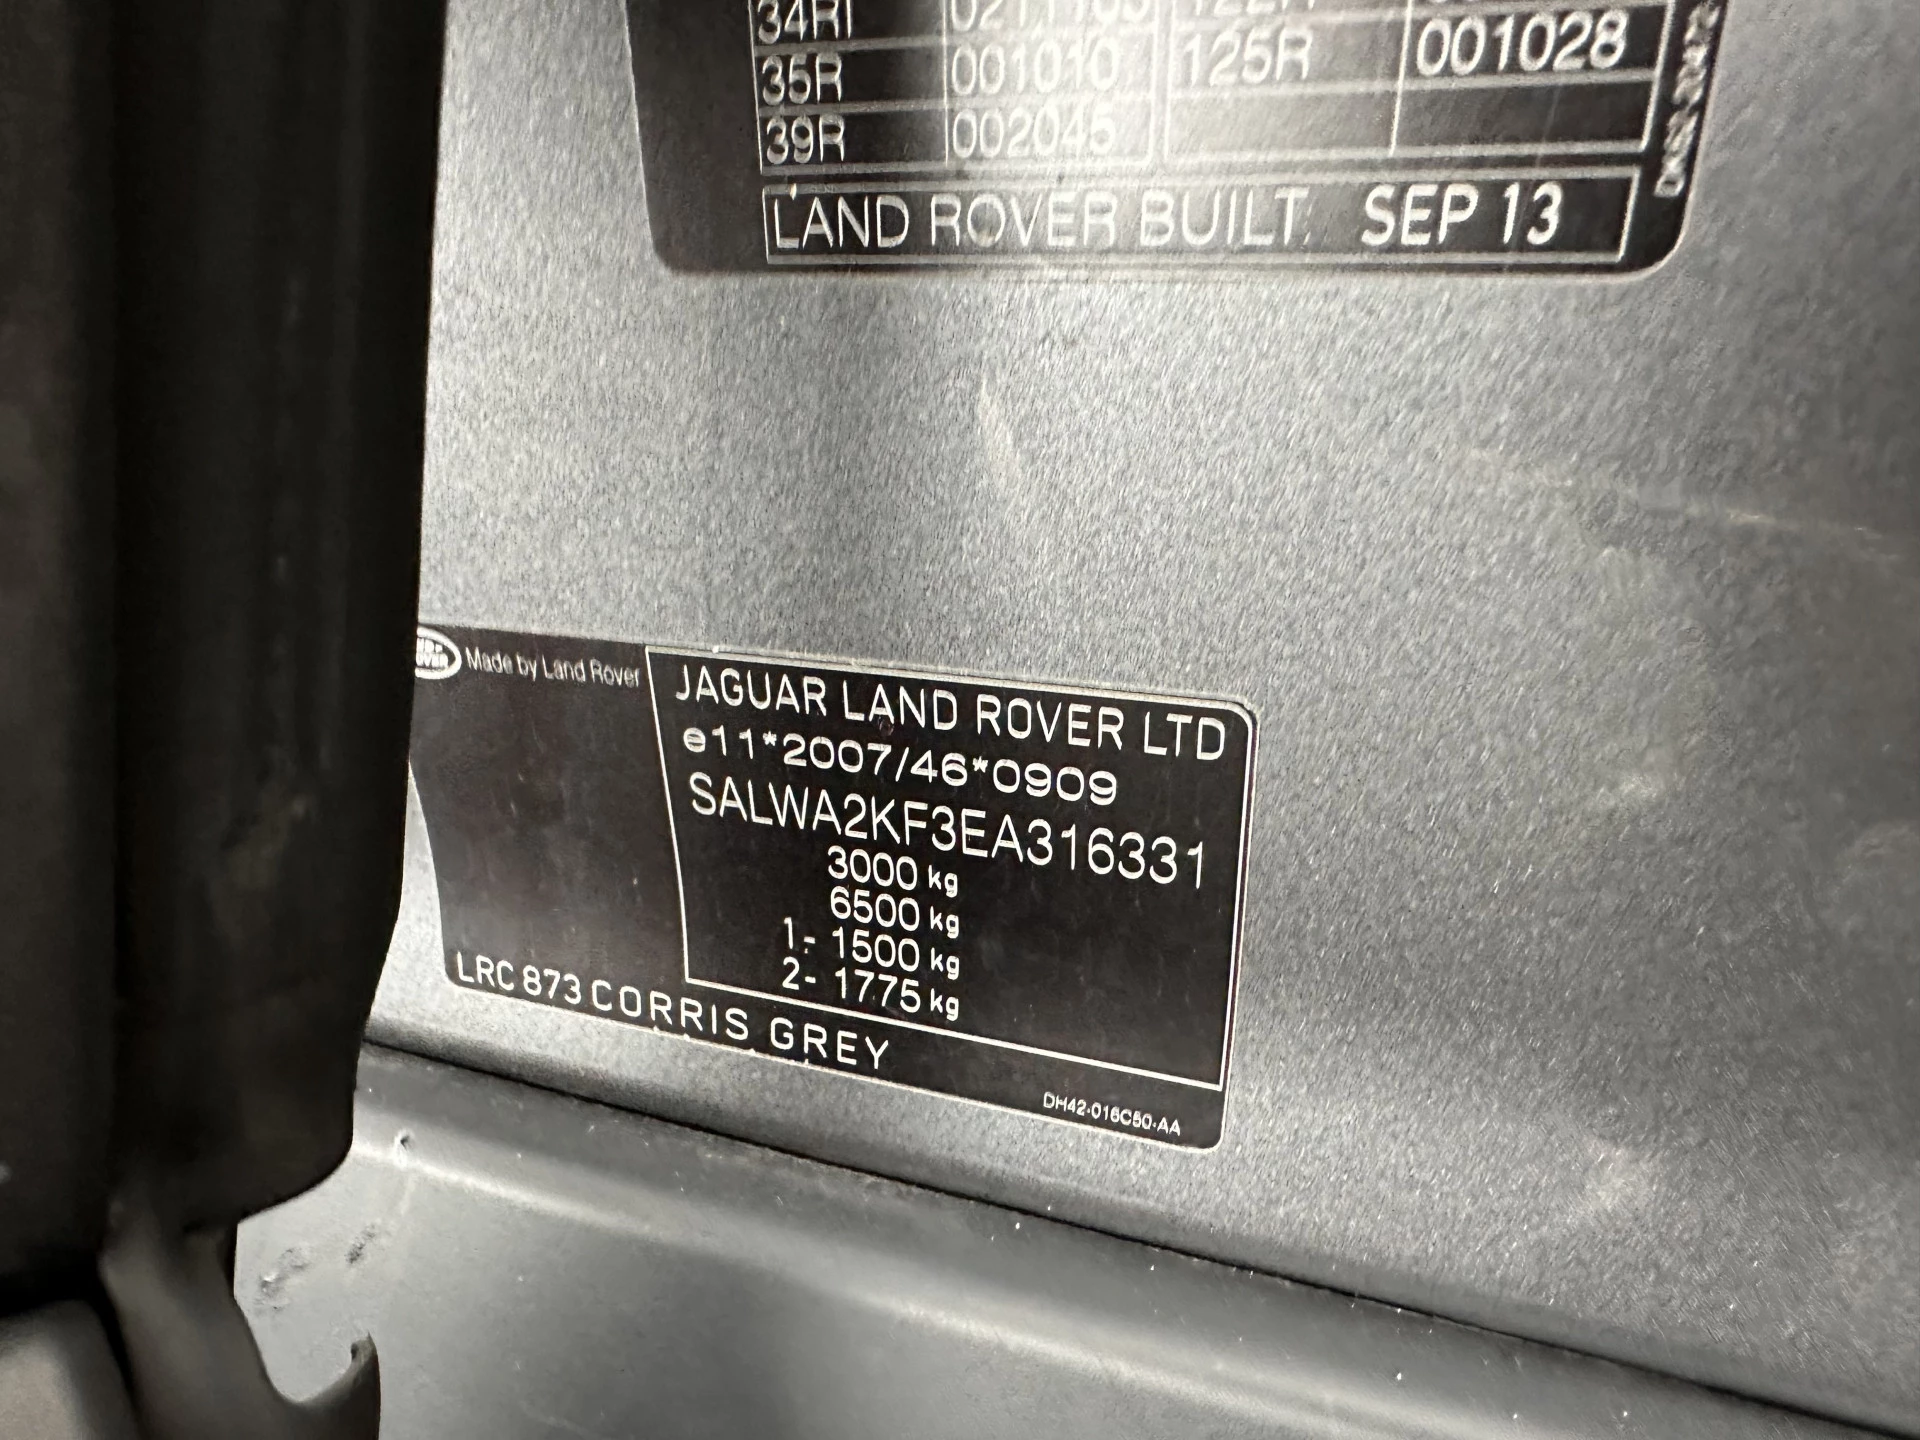 34RI
35R 001010 125R 001028
39R 002045
LAND ROVER BUILT: SEP 13
Made by Land Rover
JAGUAR LAND ROVER LTD
e11*2007/46*0909
SALWA2KF3EA316331
3000 kg
6500 kg
1- 1500 kg
2- 1775 kg
LRC 873 CORRIS GREY
DH42-016C50-AA